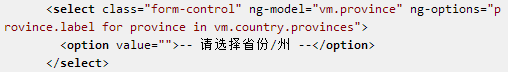 <select class="form-control" ng-model="vm.province" ng-options="p
rovince.label for province in vm.country.provinces">
<option value="">-- 请选择省份/州 --</option>
</select>